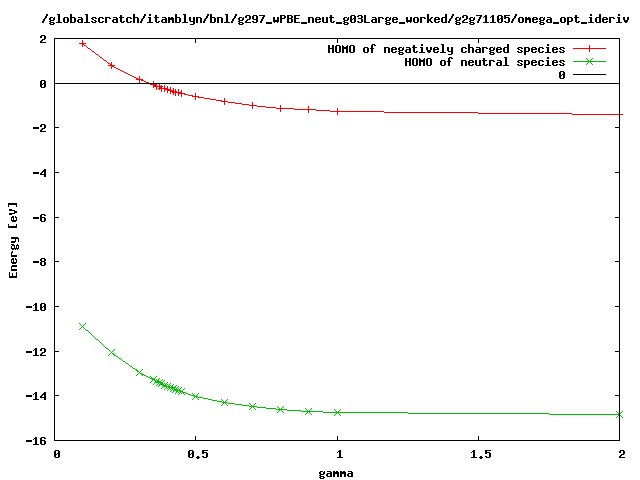 /globalscratch/itamblyn/bnl/g297_wPBE_neut_g03Large_worked/g2g71105/omega_opt_ideriv
HOMO of negatively charged species
HOMO of neutral species
0
2
0
-2
-4
-6
-8
-10
-12
-14
-16
Energy [eV]
0 0.5 1 1.5 2
gamma